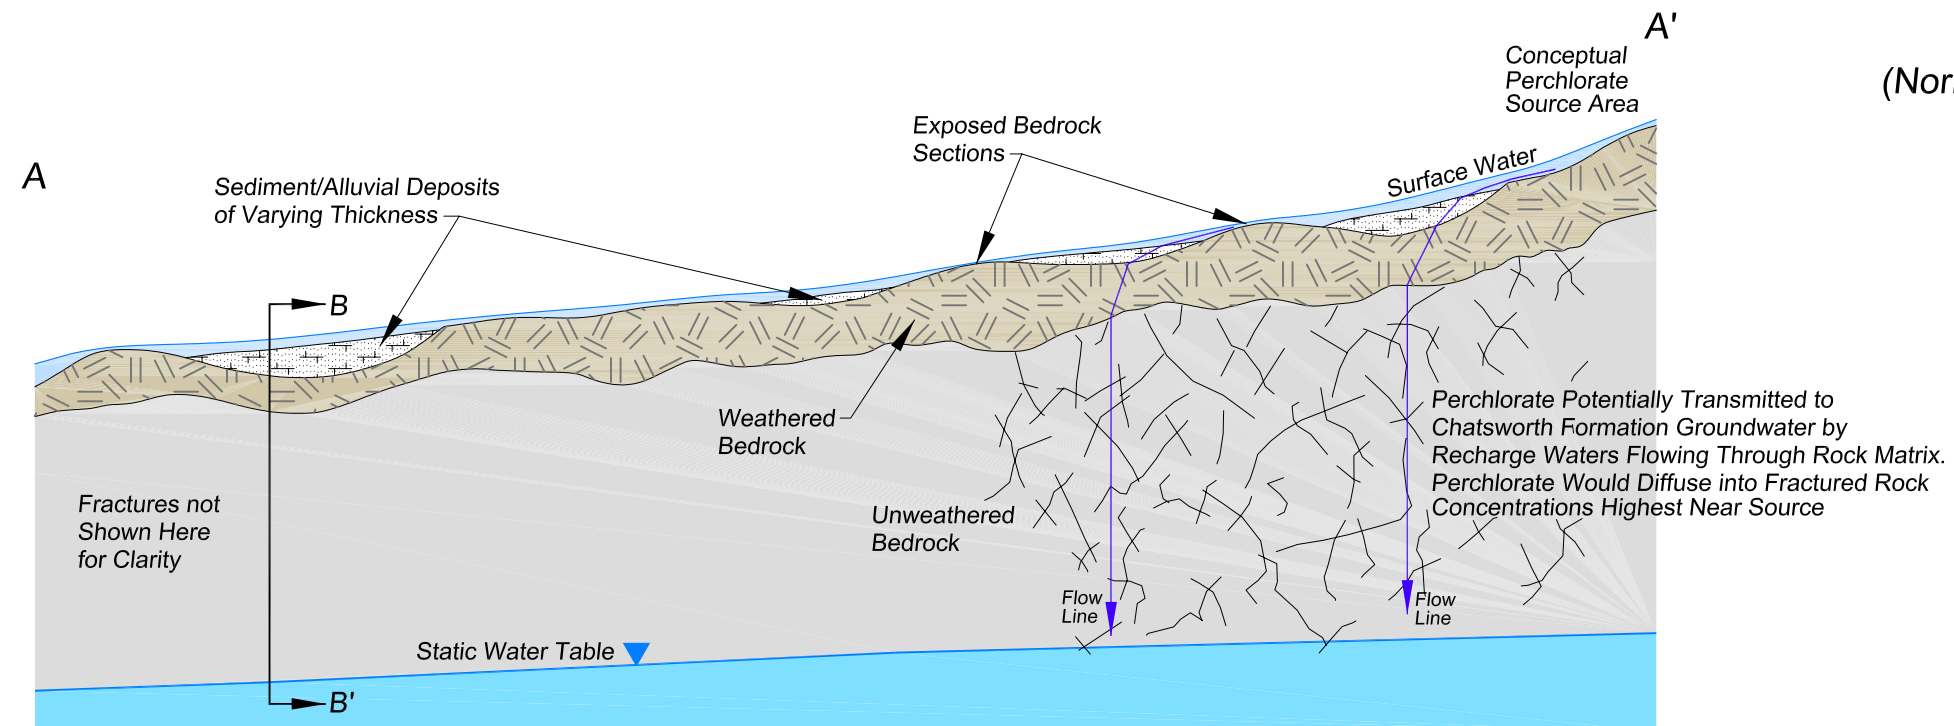 A'
Conceptual
Perchlorate
Source Area
(Nor
Exposed Bedrock
Sections
Surface Water
A
Sediment/Alluvial Deposits
of Varying Thickness
B
Weathered
Bedrock
Perchlorate Potentially Transmitted to
Chatsworth Formation Groundwater by
Recharge Waters Flowing Through Rock Matrix.
Perchlorate Would Diffuse into Fractured Rock
Concentrations Highest Near Source
Fractures not
Shown Here
for Clarity
Unweathered
Bedrock
Flow
Line
Flow
Line
Static Water Table
B'